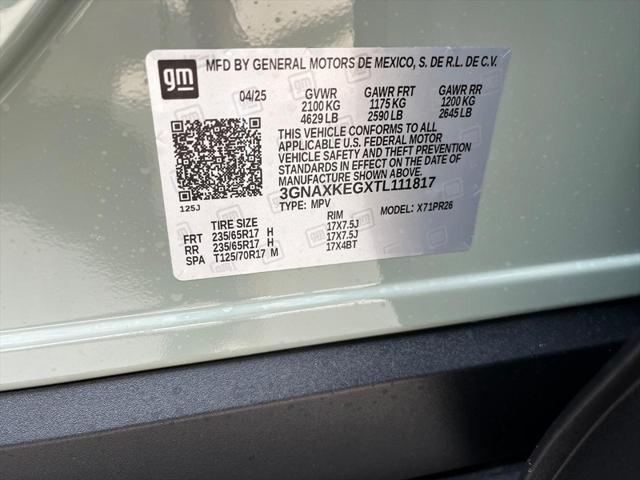 gm MFD BY GENERAL MOTORS DE MEXICO, S. DE R.L. DE C.V.
04/25 GVWR GAWR FRT GAWR RR
2100 KG 1175 KG 1200 KG
4629 LB 2590 LB 2645 LB
THIS VEHICLE CONFORMS TO ALL
APPLICABLE U.S. FEDERAL MOTOR
VEHICLE SAFETY AND THEFT PREVENTION
STANDARDS IN EFFECT ON THE DATE OF
MANUFACTURE SHOWN ABOVE.
3GNAXKEGXTL111817
125J TYPE: MPV MODEL: X71PR26
TIRE SIZE RIM
FRT 235/65R17 H 17X7.5J
RR 235/65R17 H 17X7.5J
SPA T125/70R17 M 17X4BT